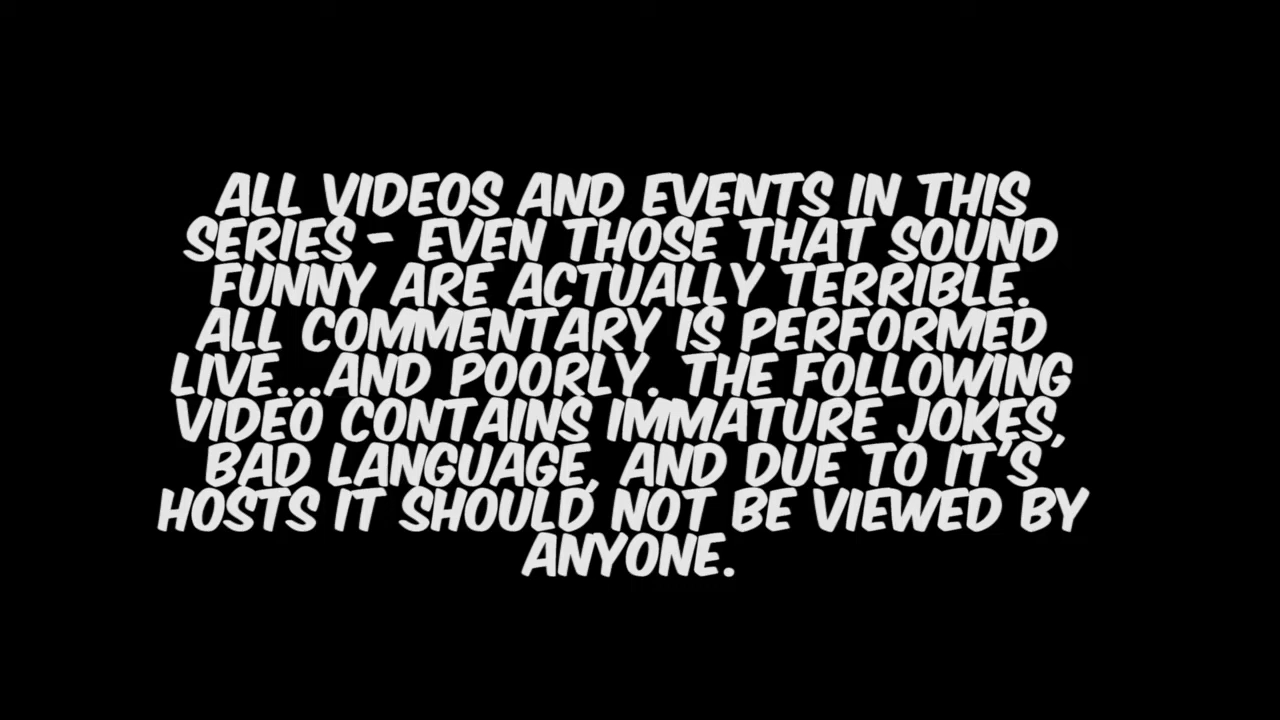 ALL VIDEOS AND EVENTS IN THIS
SERIES - EVEN THOSE THAT SOUND
FUNNY ARE ACTUALLY TERRIBLE.
ALL COMMENTARY IS PERFORMED
LIVE...AND POORLY. THE FOLLOWING
VIDEO CONTAINS IMMATURE JOKES,
BAD LANGUAGE, AND DUE TO IT'S
HOSTS IT SHOULD NOT BE VIEWED BY
ANYONE.